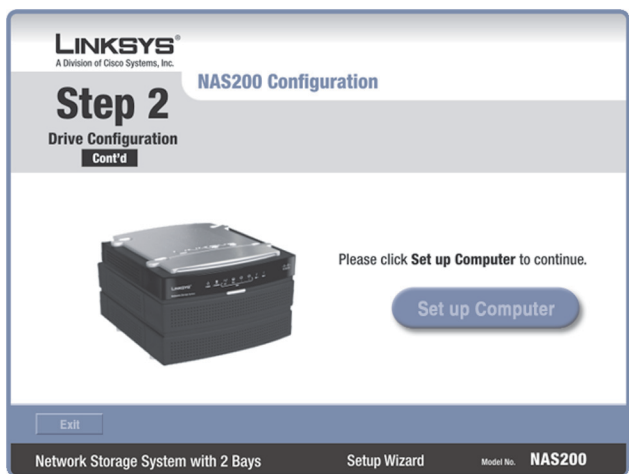 LINKSYS®
A Division of Cisco Systems, Inc.
NAS200 Configuration
Step 2
Drive Configuration
Cont'd
Please click Set up Computer to continue.
Set up Computer
Exit
Network Storage System with 2 Bays Setup Wizard Model No. NAS200